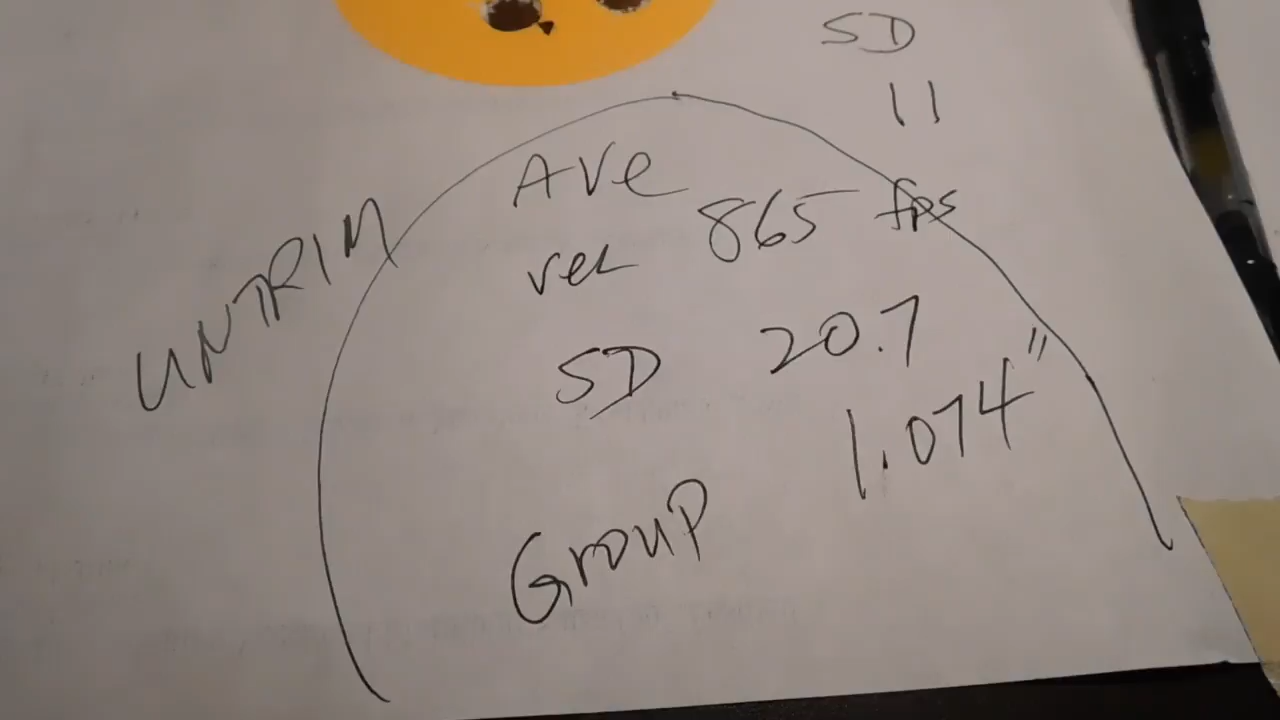 SD
11
UNTRIM
Ave
vel 865 fps
SD 20.7
Group 1.074"